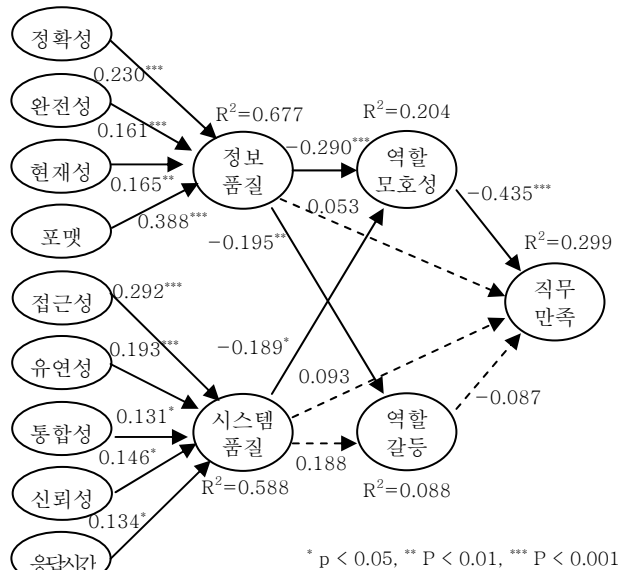 정확성
0.230***
완전성
0.161***
R²=0.677
R²=0.204
현재성
0.165**
정보
품질
-0.290***
역할
모호성
포맷
0.388***
0.053
-0.435***
-0.195**
R²=0.299
접근성
0.292***
직무
만족
유연성
0.193***
-0.189*
0.093
통합성
0.131*
시스템
품질
역할
갈등
-0.087
0.146*
신뢰성
0.188
R²=0.588
R²=0.088
0.134*
응답시간
* p < 0.05, ** P < 0.01, *** P < 0.001